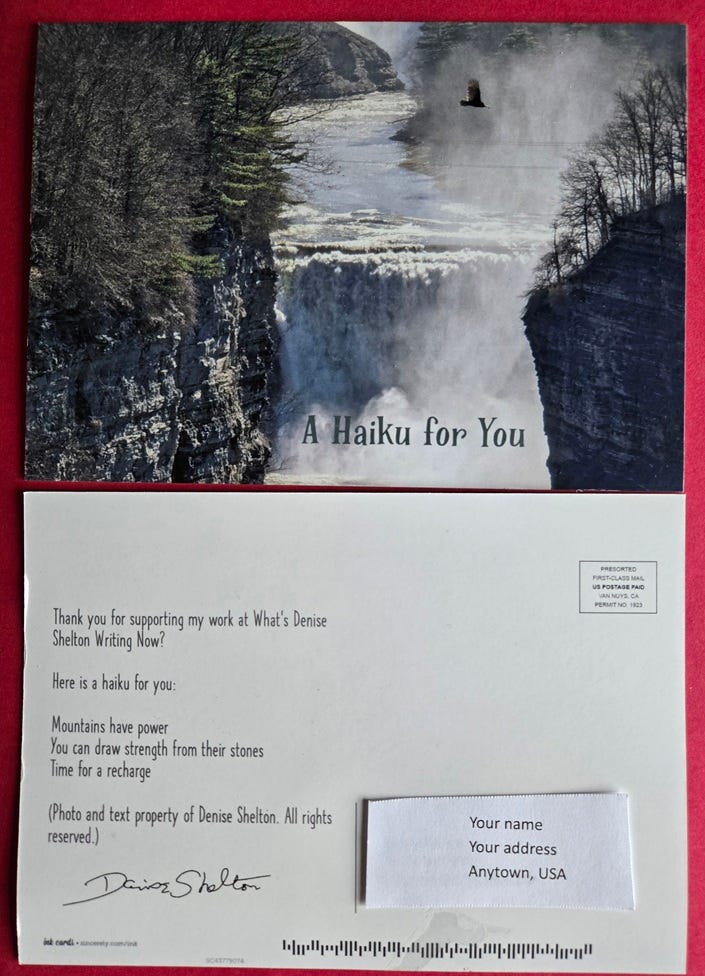 A Haiku for You
PRESORTED
FIRST-CLASS MAIL
US POSTAGE PAID
VAN NUYS, CA
PERMIT NO. 1923
Thank you for supporting my work at What's Denise
Shelton Writing Now?
Here is a haiku for you:
Mountains have power
You can draw strength from their stones
Time for a recharge
(Photo and text property of Denise Shelton. All rights
reserved.)
Denise Shelton
Your name
Your address
Anytown, USA
ink cards • sincerely.com/ink